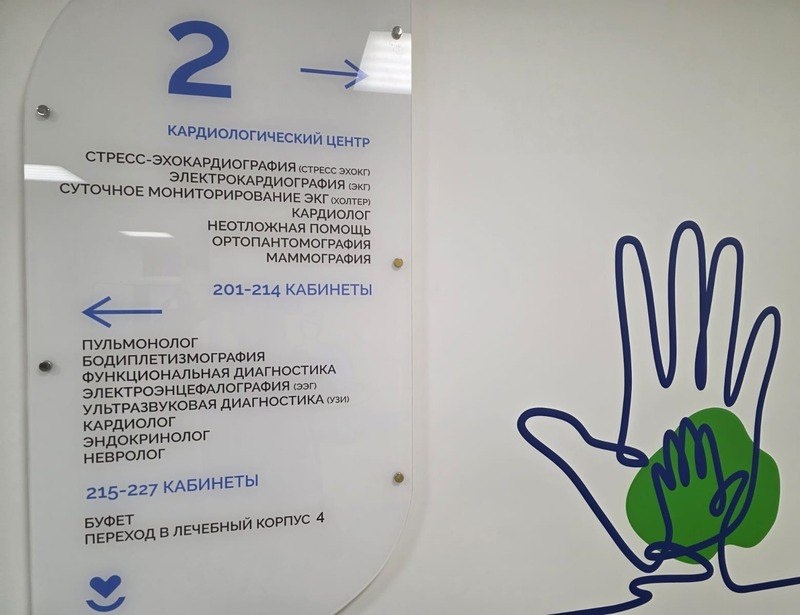 2
КАРДИОЛОГИЧЕСКИЙ ЦЕНТР
СТРЕСС-ЭХОКАРДИОГРАФИЯ (СТРЕСС ЭХОКГ)
ЭЛЕКТРОКАРДИОГРАФИЯ (ЭКГ)
СУТОЧНОЕ МОНИТОРИРОВАНИЕ ЭКГ (ХОЛТЕР)
КАРДИОЛОГ
НЕОТЛОЖНАЯ ПОМОЩЬ
ОРТОПАНТОМОГРАФИЯ
МАММОГРАФИЯ
201-214 КАБИНЕТЫ
ПУЛЬМОНОЛОГ
БОДИПЛЕТИЗМОГРАФИЯ
ФУНКЦИОНАЛЬНАЯ ДИАГНОСТИКА
ЭЛЕКТРОЭНЦЕФАЛОГРАФИЯ (ЭЭГ)
УЛЬТРАЗВУКОВАЯ ДИАГНОСТИКА (УЗИ)
КАРДИОЛОГ
ЭНДОКРИНОЛОГ
НЕВРОЛОГ
215-227 КАБИНЕТЫ
БУФЕТ
ПЕРЕХОД В ЛЕЧЕБНЫЙ КОРПУС 4